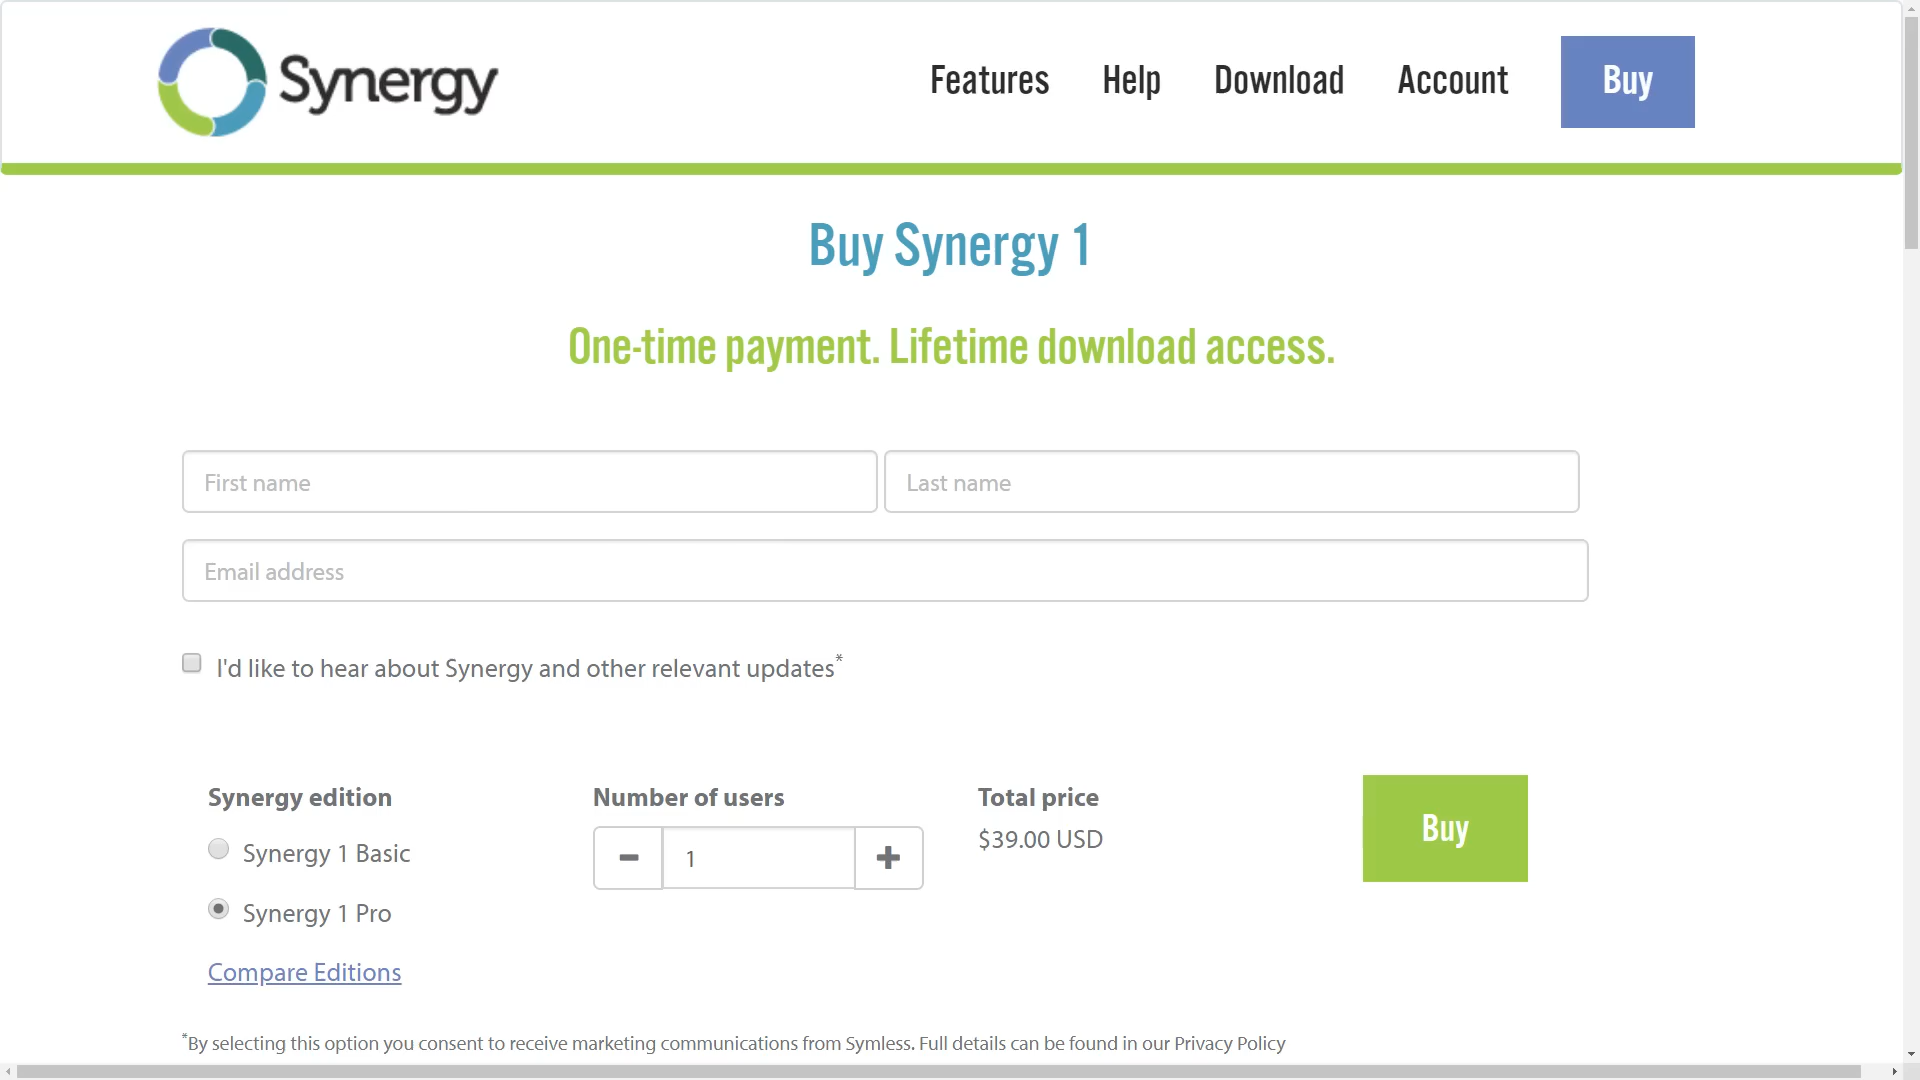 Synergy
Features Help Download Account Buy
Buy Synergy 1
One-time payment. Lifetime download access.
First name Last name
Email address
I'd like to hear about Synergy and other relevant updates*
Synergy edition Number of users Total price
Buy
$39.00 USD
Synergy 1 Basic 1
Synergy 1 Pro
Compare Editions
*By selecting this option you consent to receive marketing communications from Symless. Full details can be found in our Privacy Policy